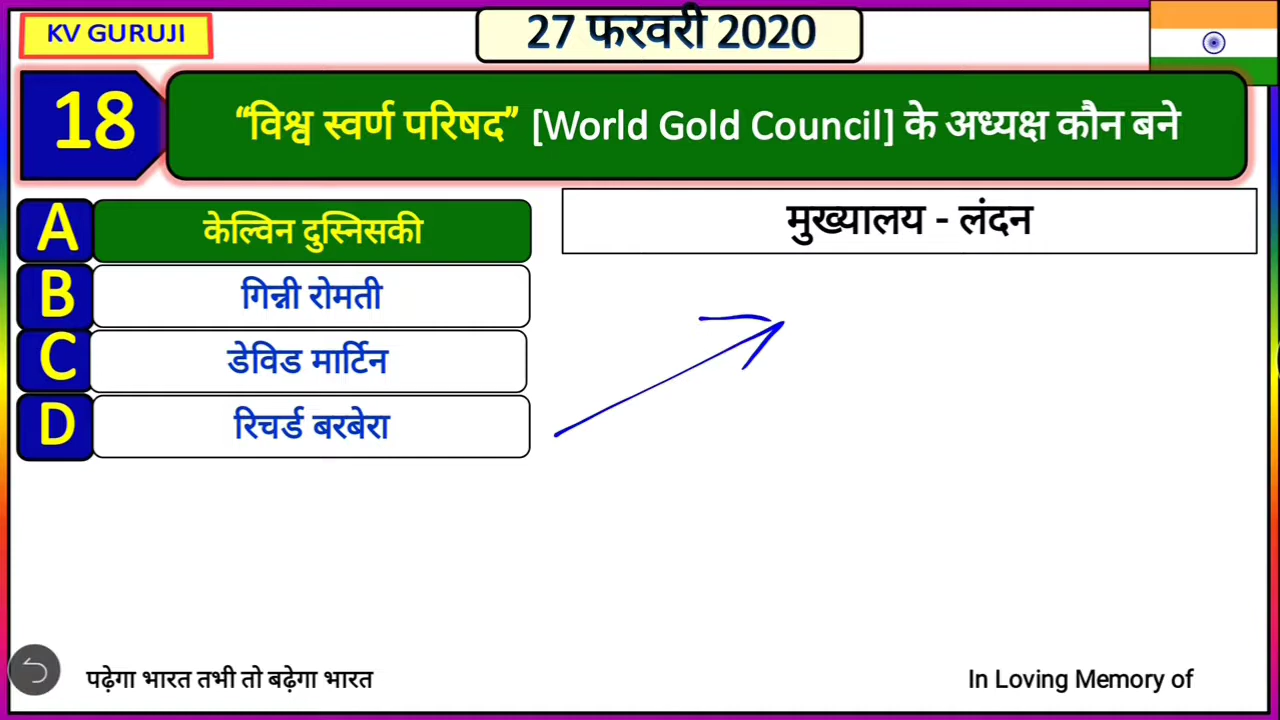 KV GURUJI
27 फरवरी 2020
18
“विश्व स्वर्ण परिषद” [World Gold Council] के अध्यक्ष कौन बने
A केल्विन दुस्निसकी
मुख्यालय - लंदन
B गिन्नी रोमती
C डेविड मार्टिन
D रिचर्ड बरबेरा
पढ़ेगा भारत तभी तो बढ़ेगा भारत
In Loving Memory of